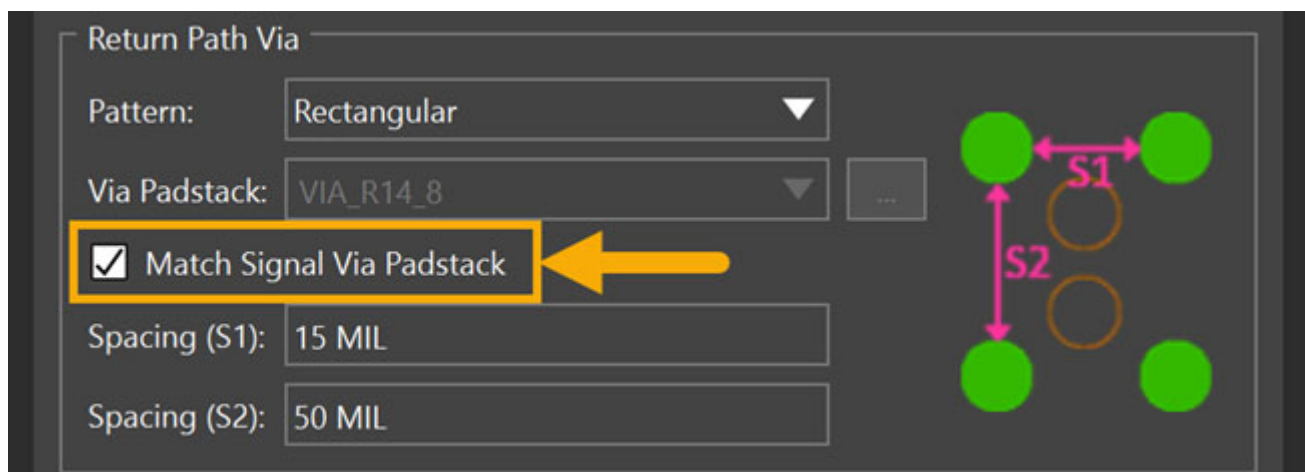 Return Path Via
Pattern: Rectangular
Via Padstack: VIA_R14_8 ...
Match Signal Via Padstack
Spacing (S1): 15 MIL
Spacing (S2): 50 MIL
S1
S2